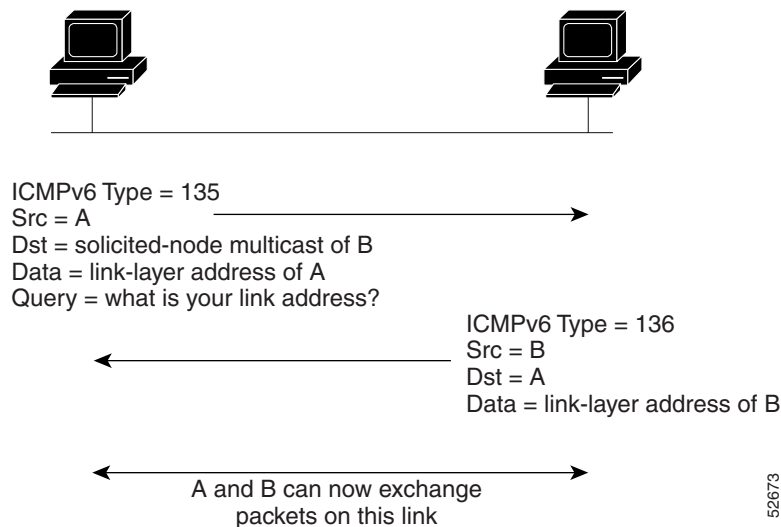 ICMPv6 Type = 135
Src = A
Dst = solicited-node multicast of B
Data = link-layer address of A
Query = what is your link address?
ICMPv6 Type = 136
Src = B
Dst = A
Data = link-layer address of B
A and B can now exchange
packets on this link
52673